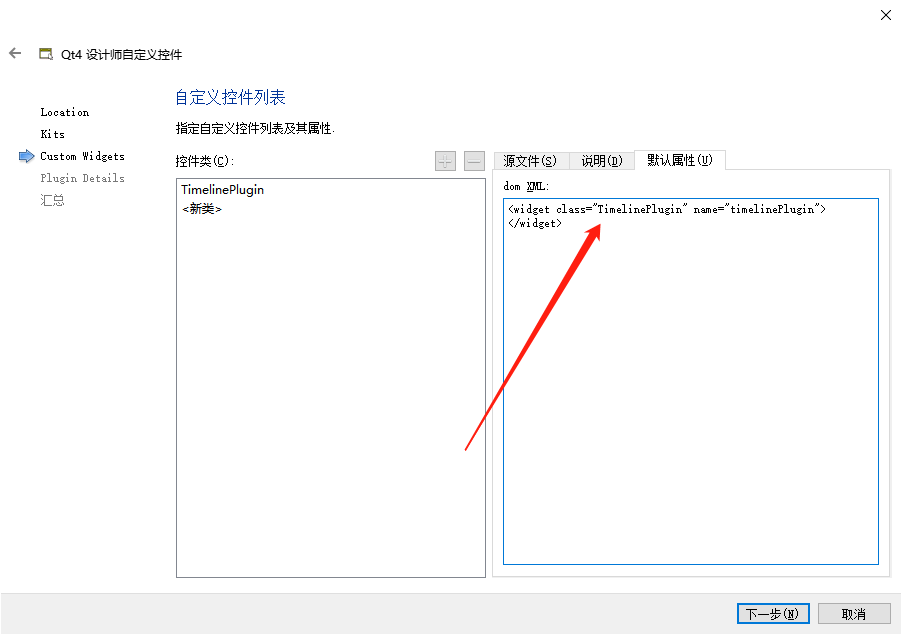 Qt4 设计师自定义控件
Location
Kits
Custom Widgets
Plugin Details
汇总
自定义控件列表
指定自定义控件列表及其属性.
控件类(C):
TimelinePlugin
<新类>
源文件(S) 说明(D) 默认属性(U)
dom XML:
<widget class="TimelinePlugin" name="timelinePlugin">
</widget>
下一步(N) 取消